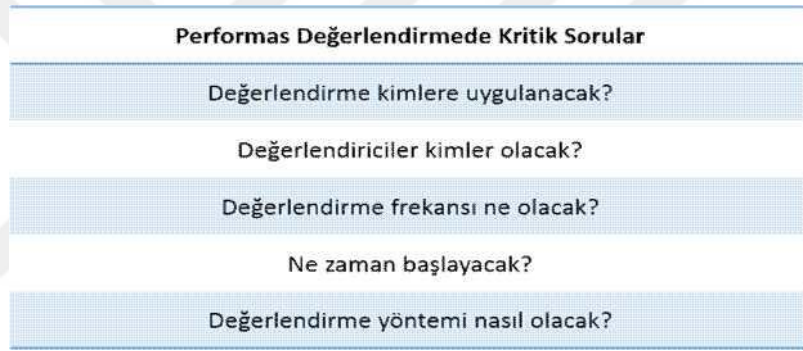 Performas Değerlendirmede Kritik Sorular
Değerlendirme kimlere uygulanacak?
Değerlendiriciler kimler olacak?
Değerlendirme frekansı ne olacak?
Ne zaman başlayacak?
Değerlendirme yöntemi nasıl olacak?